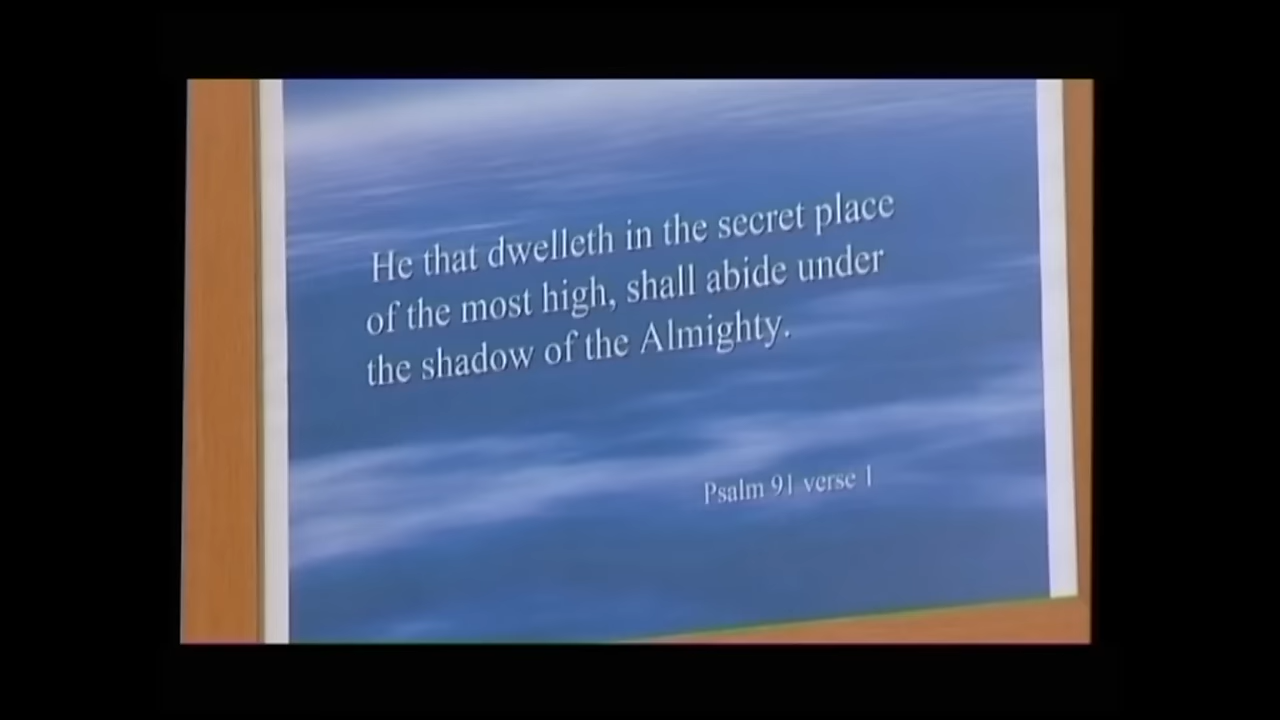 He that dwelleth in the secret place
of the most high, shall abide under
the shadow of the Almighty.
Psalm 91 verse 1